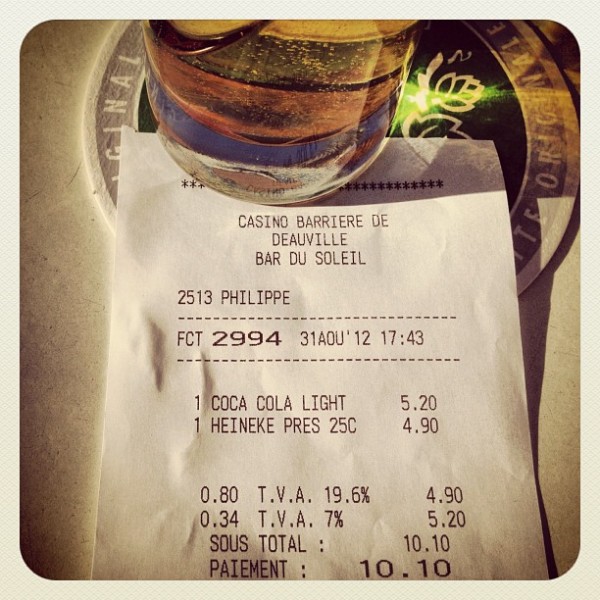 ***
*************
CASINO BARRIERE DE
DEAUVILLE
BAR DU SOLEIL
2513 PHILIPPE
--------------------------------
FCT 2994 31AOU'12 17:43
--------------------------------
1 COCA COLA LIGHT 5.20
1 HEINEKE PRES 25C 4.90
0.80 T.V.A. 19.6% 4.90
0.34 T.V.A. 7% 5.20
SOUS TOTAL : 10.10
PAIEMENT : 10.10